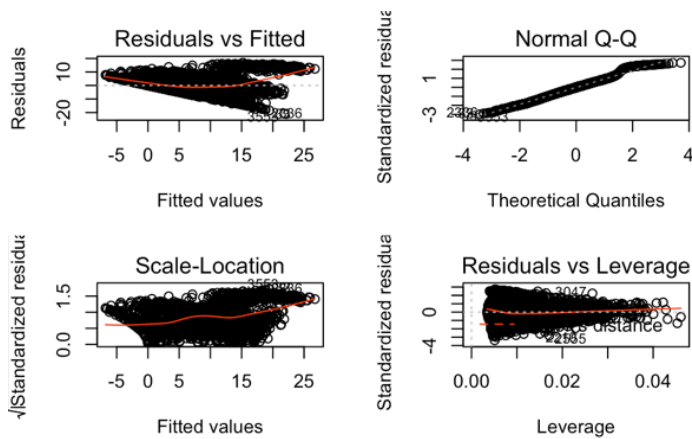 Residuals vs Fitted
Residuals
10
-20
-5 0 5 15 25
Fitted values
Normal Q-Q
Standardized residua
1
-3
-4 -2 0 2 4
Theoretical Quantiles
Scale-Location
√|Standardized residua
1.5
0.0
-5 0 5 15 25
Fitted values
Residuals vs Leverage
Standardized residua
0
-4
3047
distance
0.00 0.02 0.04
Leverage